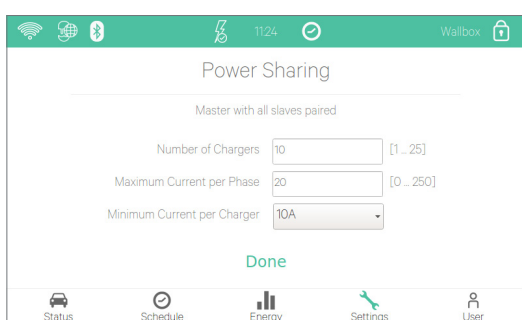 11:24 Wallbox
Power Sharing
Master with all slaves paired
Number of Chargers 10 [1 ... 25]
Maximum Current per Phase 20 [0 ... 250]
Minimum Current per Charger 10A
Done
Status Schedule Energy Settings User